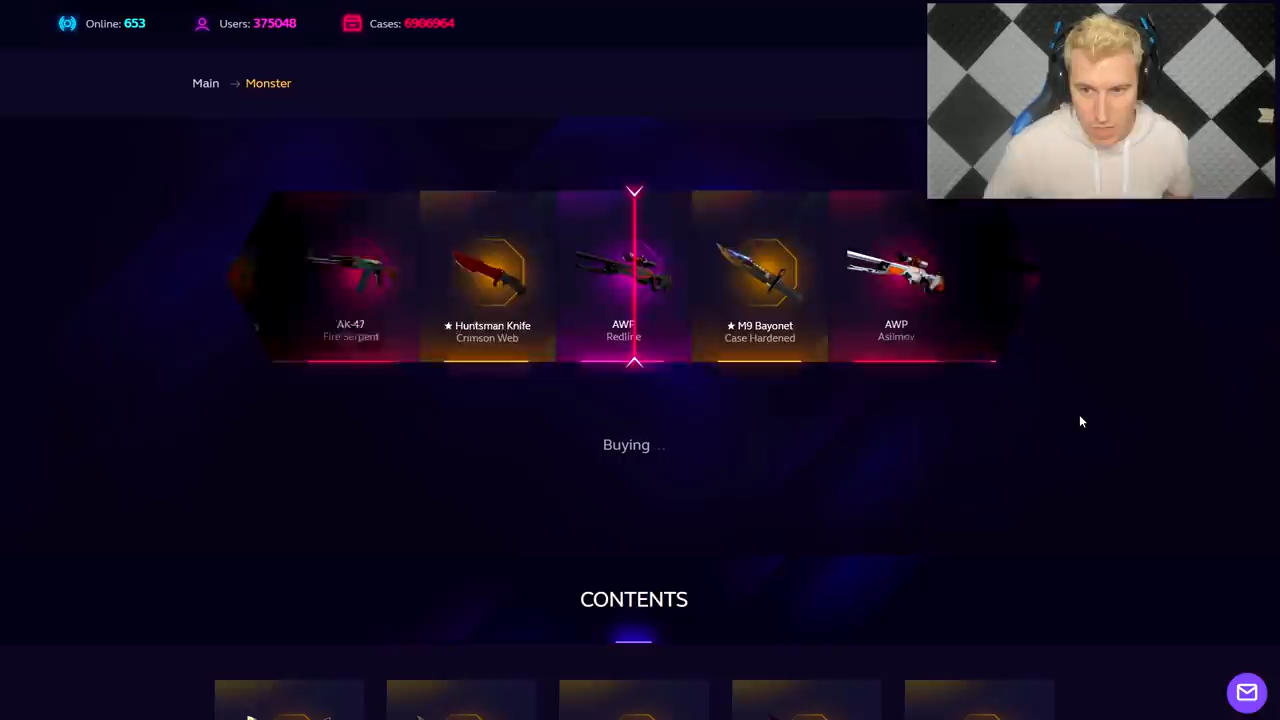 Online: 653
Users: 375048
Cases: 6906964
Main → Monster
AK-47
Fire Serpent
★ Huntsman Knife
Crimson Web
AWP
Redline
★ M9 Bayonet
Case Hardened
AWP
Asiimov
Buying ..
CONTENTS